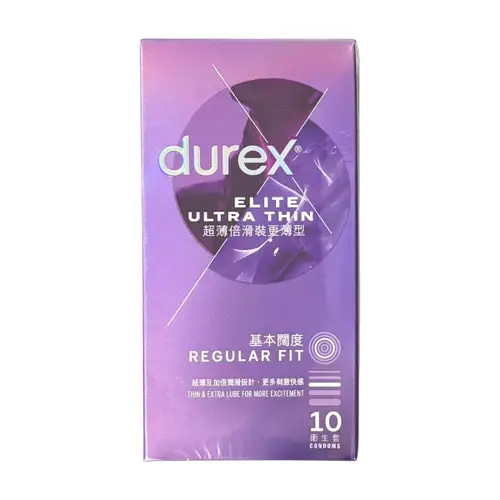 durex®
ELITE
ULTRA THIN
超薄倍滑裝更薄型
基本闊度
REGULAR FIT
超薄及加倍潤滑設計，更多刺激快感
THIN & EXTRA LUBE FOR MORE EXCITEMENT
10
衛生套
CONDOMS